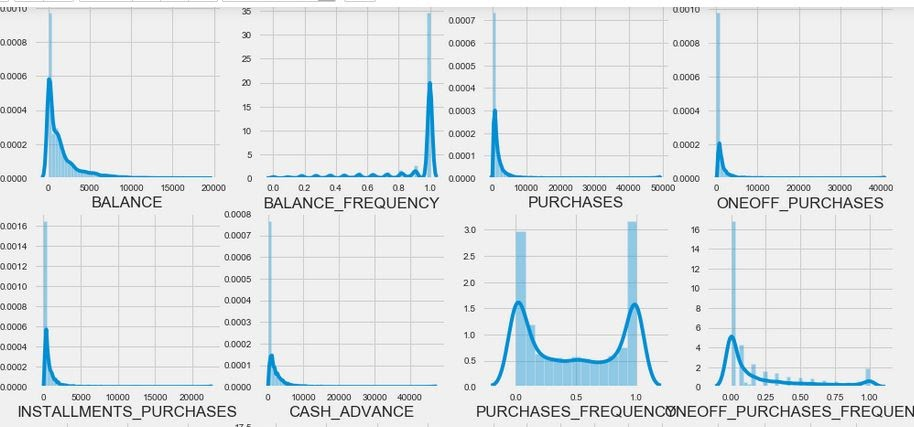 0.0010 35 0.0007 0.0010
0.0008 30 0.0006 0.0008
25 0.0005
0.0006 20 0.0004 0.0006
0.0004 15 0.0003 0.0004
10 0.0002
0.0002 5 0.0001 0.0002
0.0000 0 0.0000 0.0000
0 5000 10000 15000 20000 0.0 0.2 0.4 0.6 0.8 1.0 0 10000 20000 30000 40000 50000 0 10000 20000 30000 40000
BALANCE BALANCE_FREQUENCY PURCHASES ONEOFF_PURCHASES
0.0016 0.0008 3.0 16
0.0014 0.0007 2.5 14
0.0012 0.0006 12
0.0010 0.0005 2.0 10
0.0008 0.0004 1.5 8
0.0006 0.0003 6
0.0004 0.0002 1.0 4
0.0002 0.0001 0.5 2
0.0000 0.0000 0.0 0
0 5000 10000 15000 20000 0 10000 20000 30000 40000 0.0 0.5 1.0 0.00 0.25 0.50 0.75 1.00
INSTALLMENTS_PURCHASES CASH_ADVANCE PURCHASES_FREQUENCY ONEOFF_PURCHASES_FREQUEN
17.5